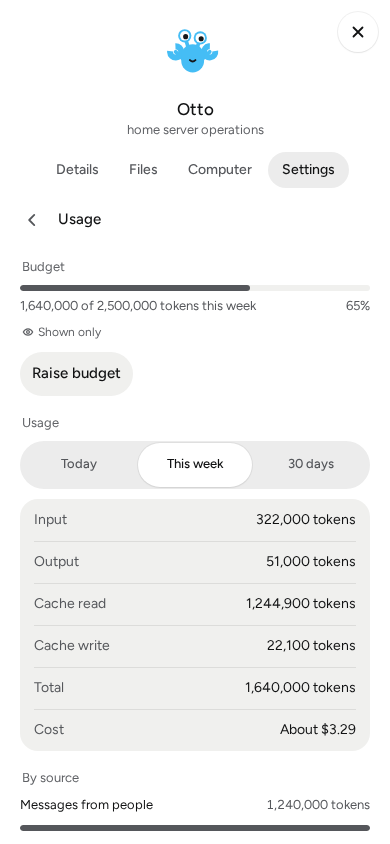 Otto
home server operations
Details Files Computer Settings
Usage
Budget
1,640,000 of 2,500,000 tokens this week 65%
Shown only
Raise budget
Usage
Today This week 30 days
Input 322,000 tokens
Output 51,000 tokens
Cache read 1,244,900 tokens
Cache write 22,100 tokens
Total 1,640,000 tokens
Cost About $3.29
By source
Messages from people 1,240,000 tokens